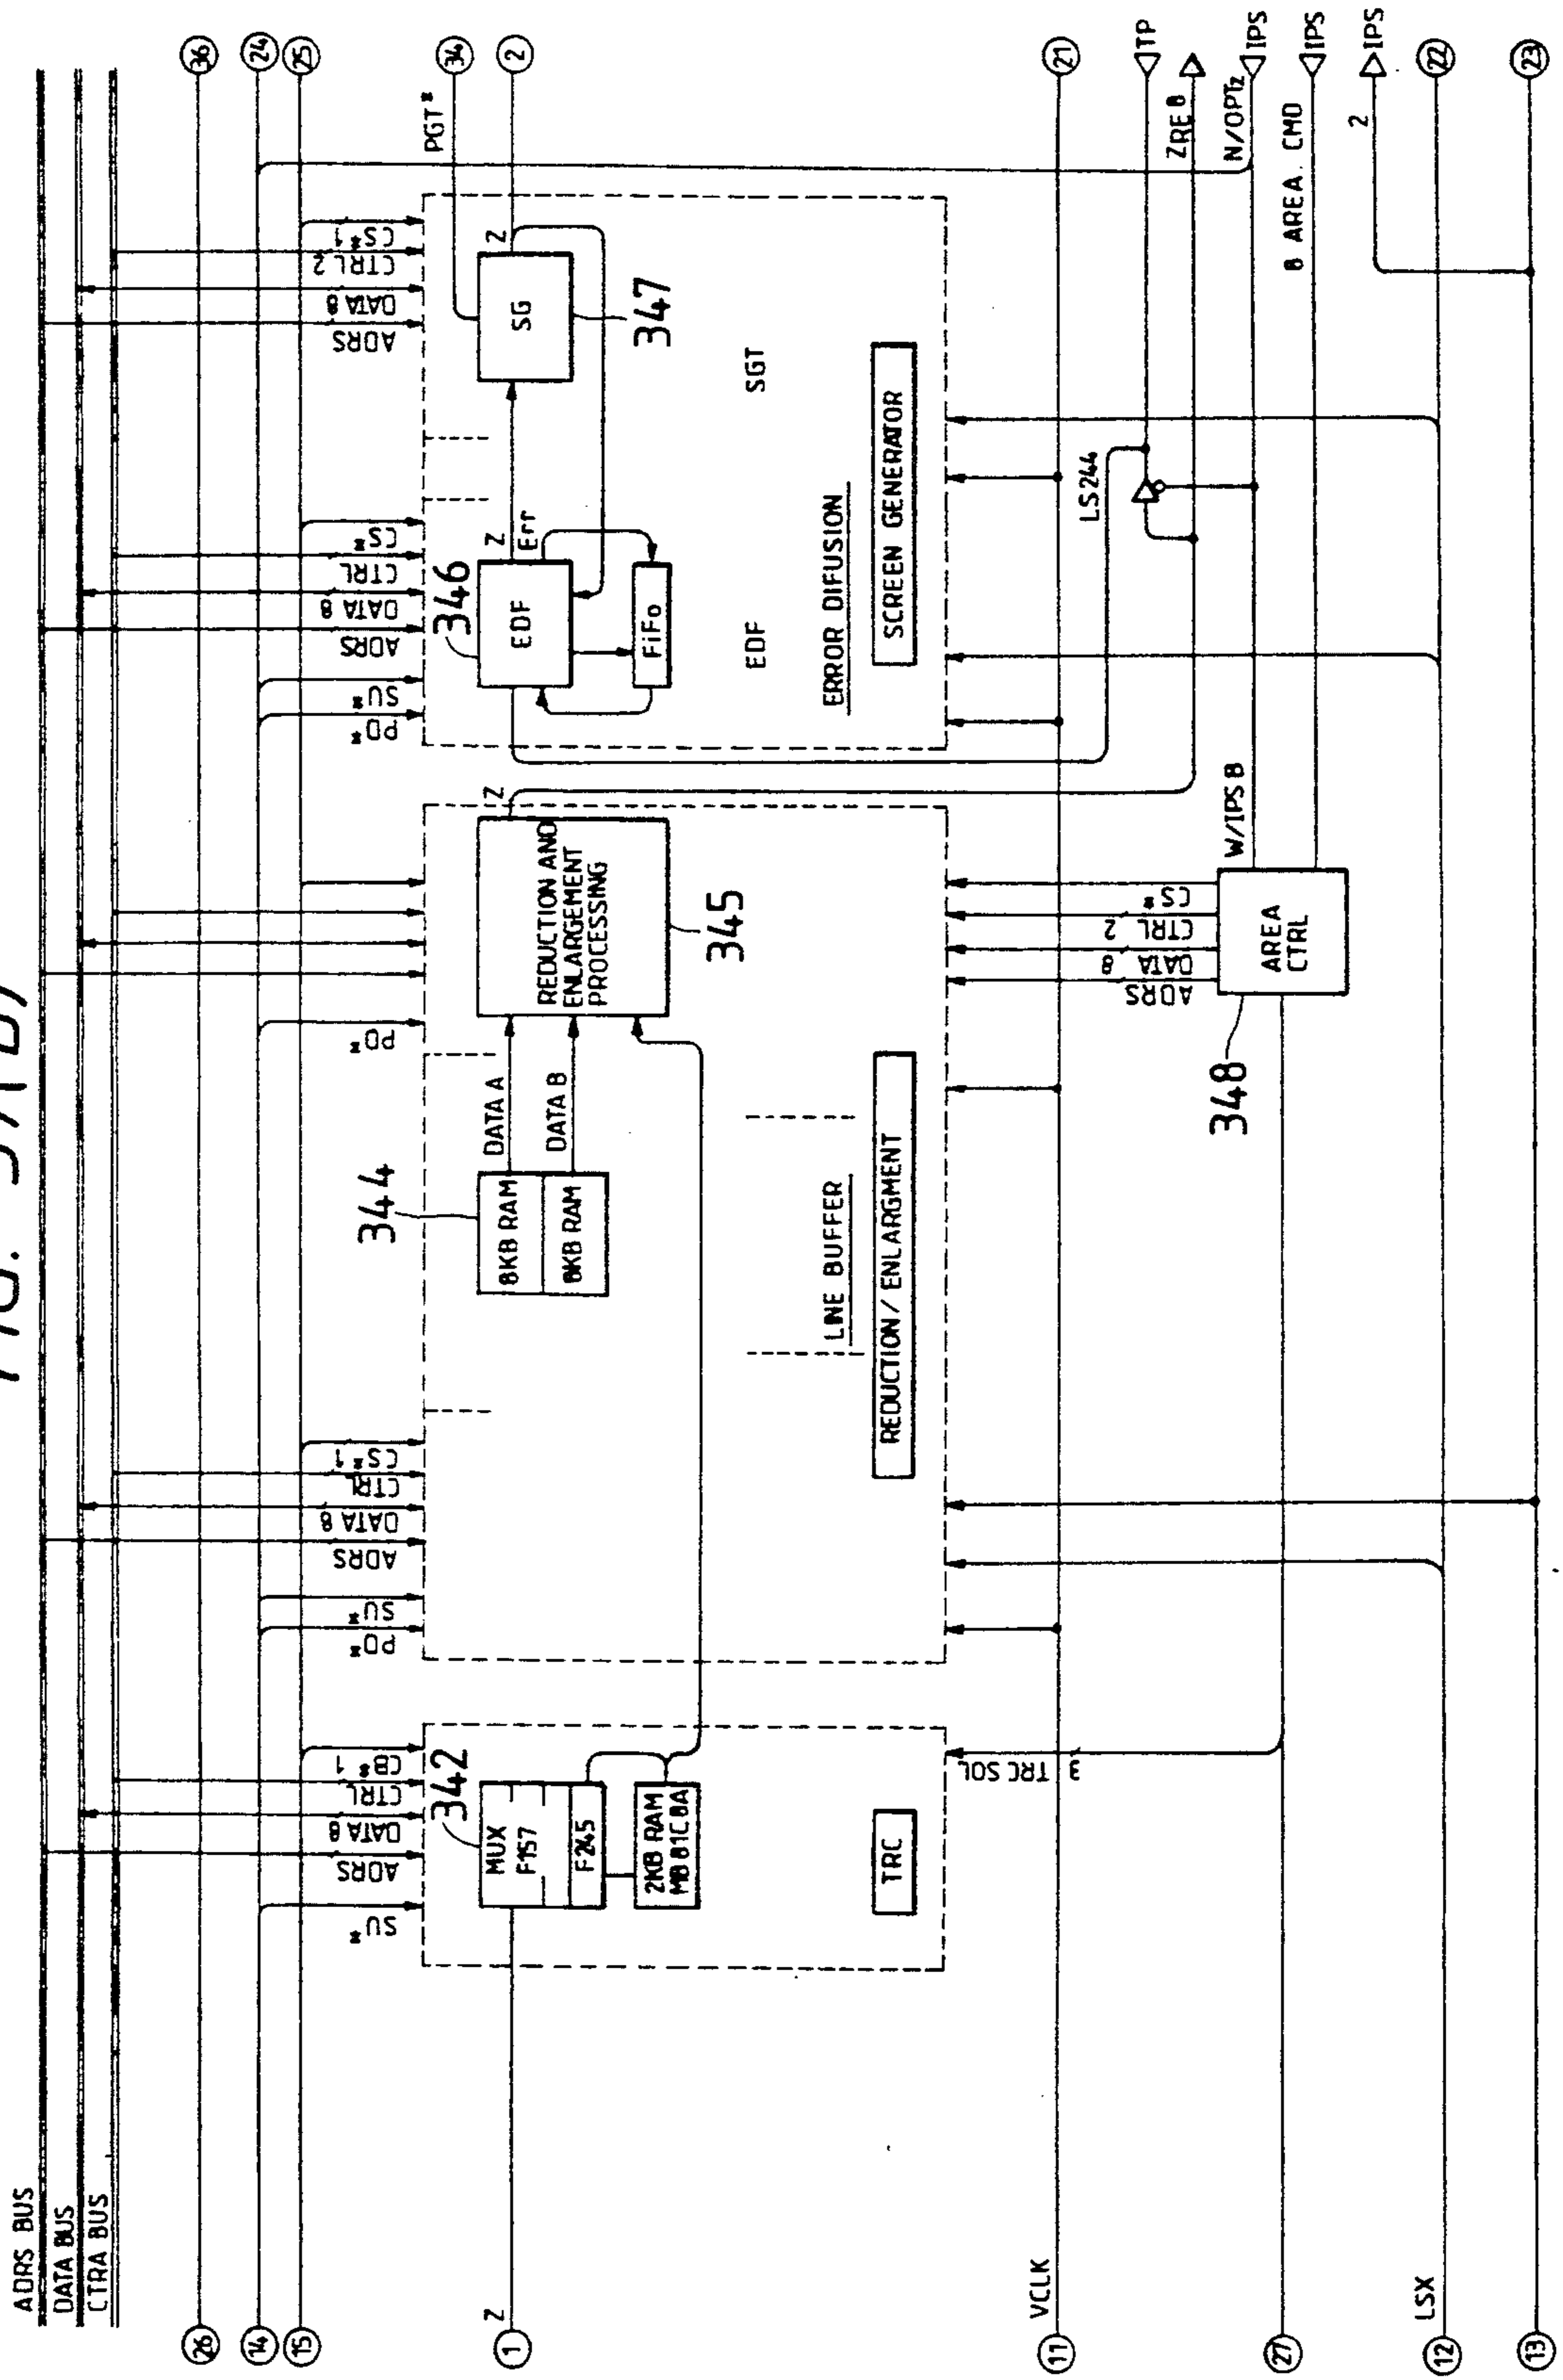 ADRS BUS
DATA BUS
CTRA BUS
26
36
14
24
15
25
SU*
ADRS
DATA 8
CTRL
CB*1
PD*
SU*
ADRS
DATA 8
CTRL
CS*1
PD*
PD*
SU*
ADRS
DATA 8
CTRL
CS*
ADRS
DATA 8
CTRL 2
CS*1
PGT*
34
1
Z
342
MUX
F157
F245
2KB RAM
MB 81C8A
TRC
344
8KB RAM
8KB RAM
DATA A
DATA B
REDUCTION AND
ENLARGEMENT
PROCESSING
345
Z
LINE BUFFER
REDUCTION / ENLARGMENT
346
EDF
Z
Err
FiFo
SG
Z
2
347
EDF
SGT
ERROR DIFUSION
SCREEN GENERATOR
11
VCLK
21
LS244
TP
ZRE 8
3 TRC SOL
ADRS
DATA 8
CTRL 2
CS*
W/IPS B
N/OPTz
IPS
27
348
AREA
CTRL
8 AREA. CMD
IPS
2
IPS
12
LSX
22
13
23